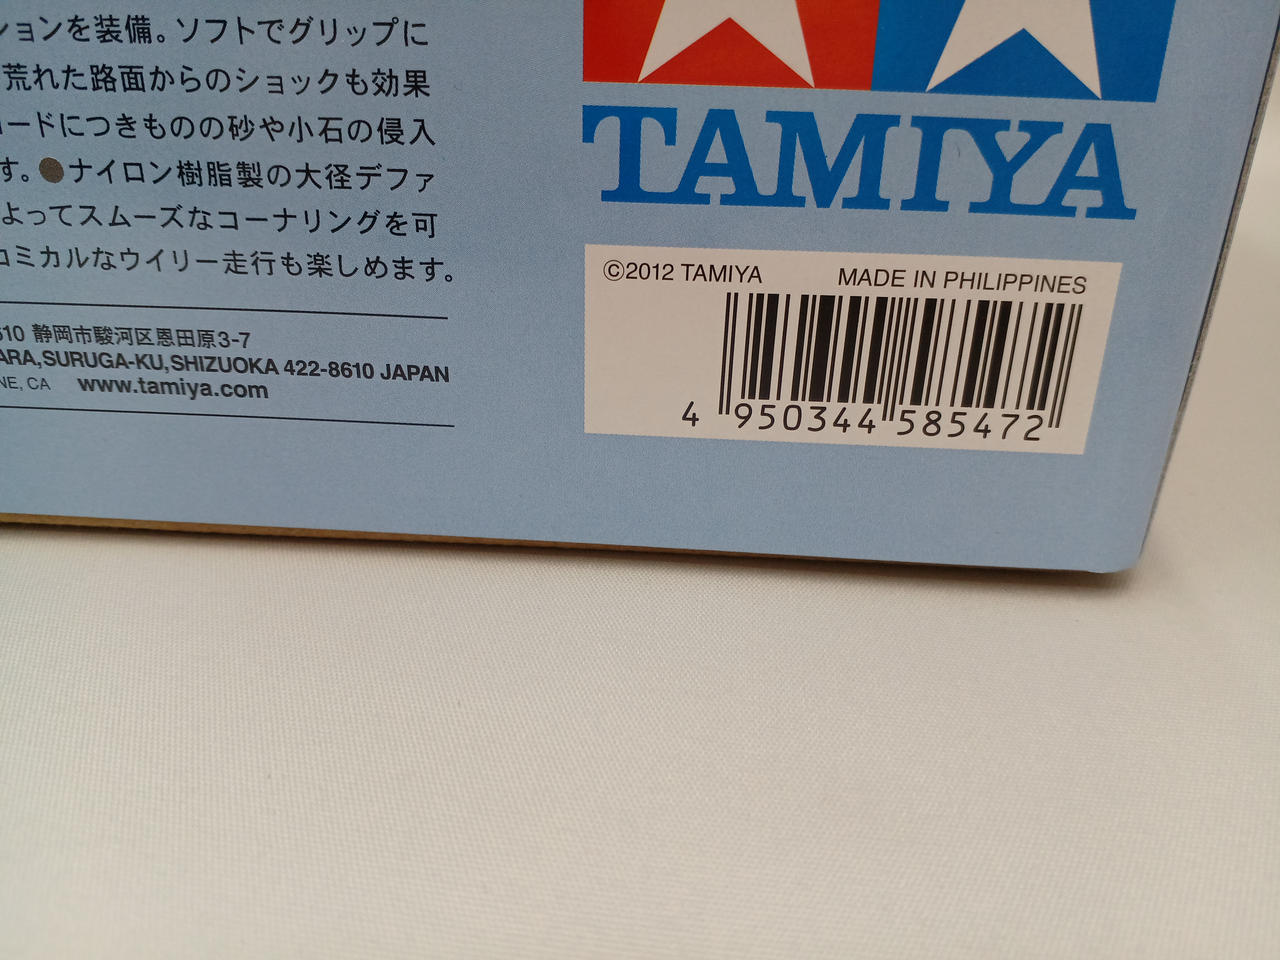 ションを装備。ソフトでグリップに
荒れた路面からのショックも効果
ードにつきものの砂や小石の侵入
す。●ナイロン樹脂製の大径デファ
よってスムーズなコーナリングを可
コミカルなウイリー走行も楽しめます。
610 静岡市駿河区恩田原3-7
ARA,SURUGA-KU,SHIZUOKA 422-8610 JAPAN
NE, CA www.tamiya.com
TAMIYA
©2012 TAMIYA MADE IN PHILIPPINES
4 950344 585472